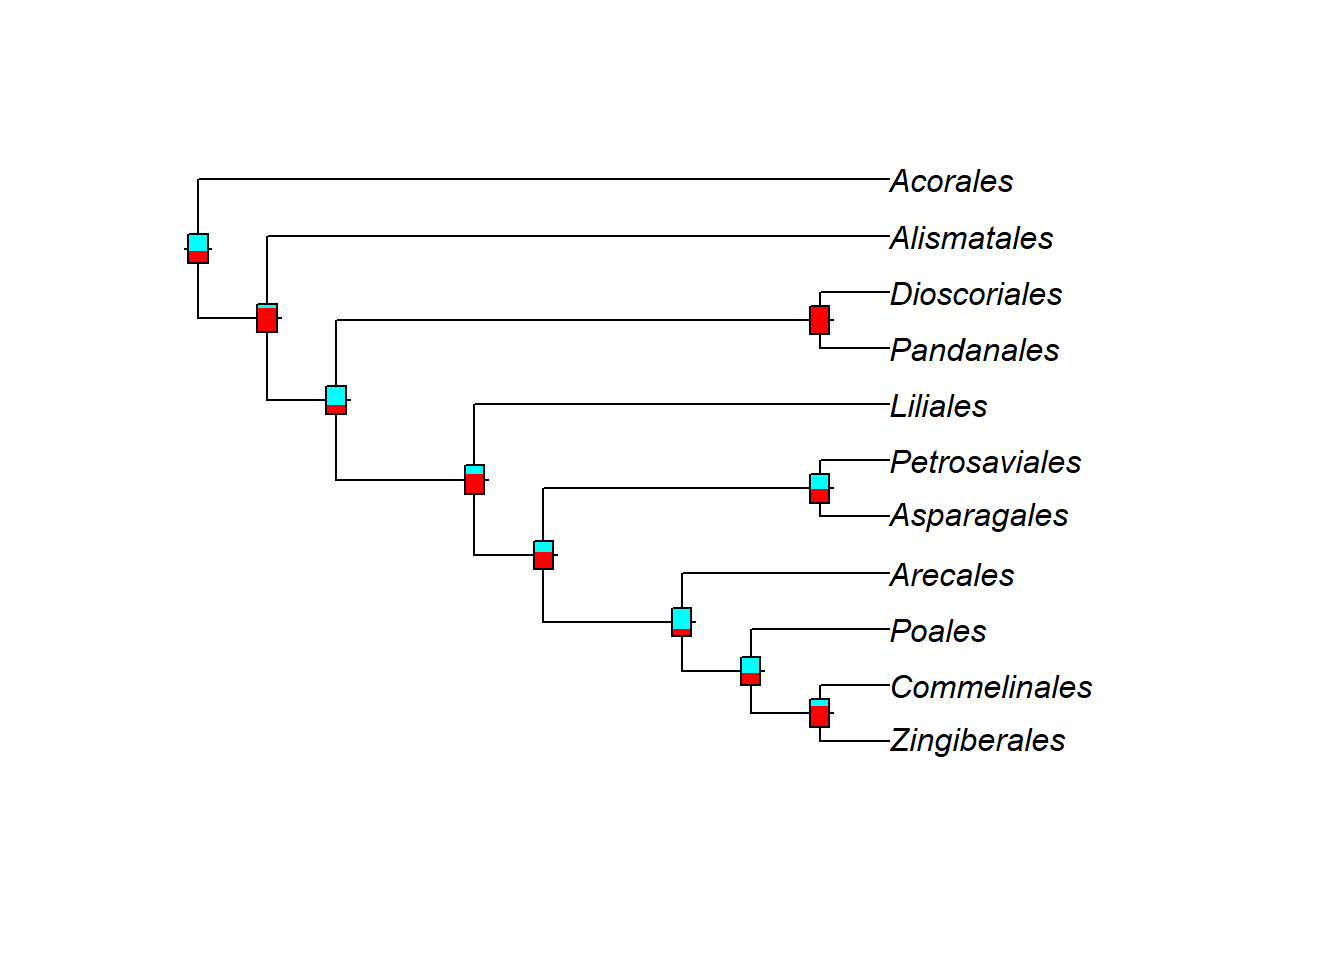 Acorales
Alismatales
Dioscoriales
Pandanales
Liliales
Petrosaviales
Asparagales
Arecales
Poales
Commelinales
Zingiberales